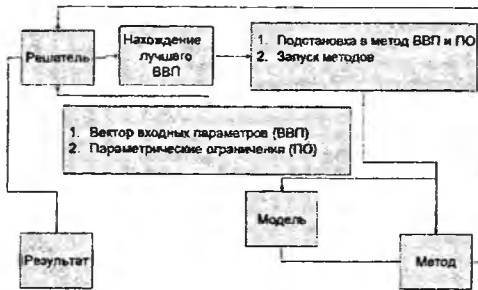 Решатель
Нахождение
лучшего
ВВП
1. Подстановка в метод ВВП и ПО
2. Запуск методов
1. Вектор входных параметров (ВВП)
2. Параметрические ограничения (ПО)
Модель
Результат
Метод